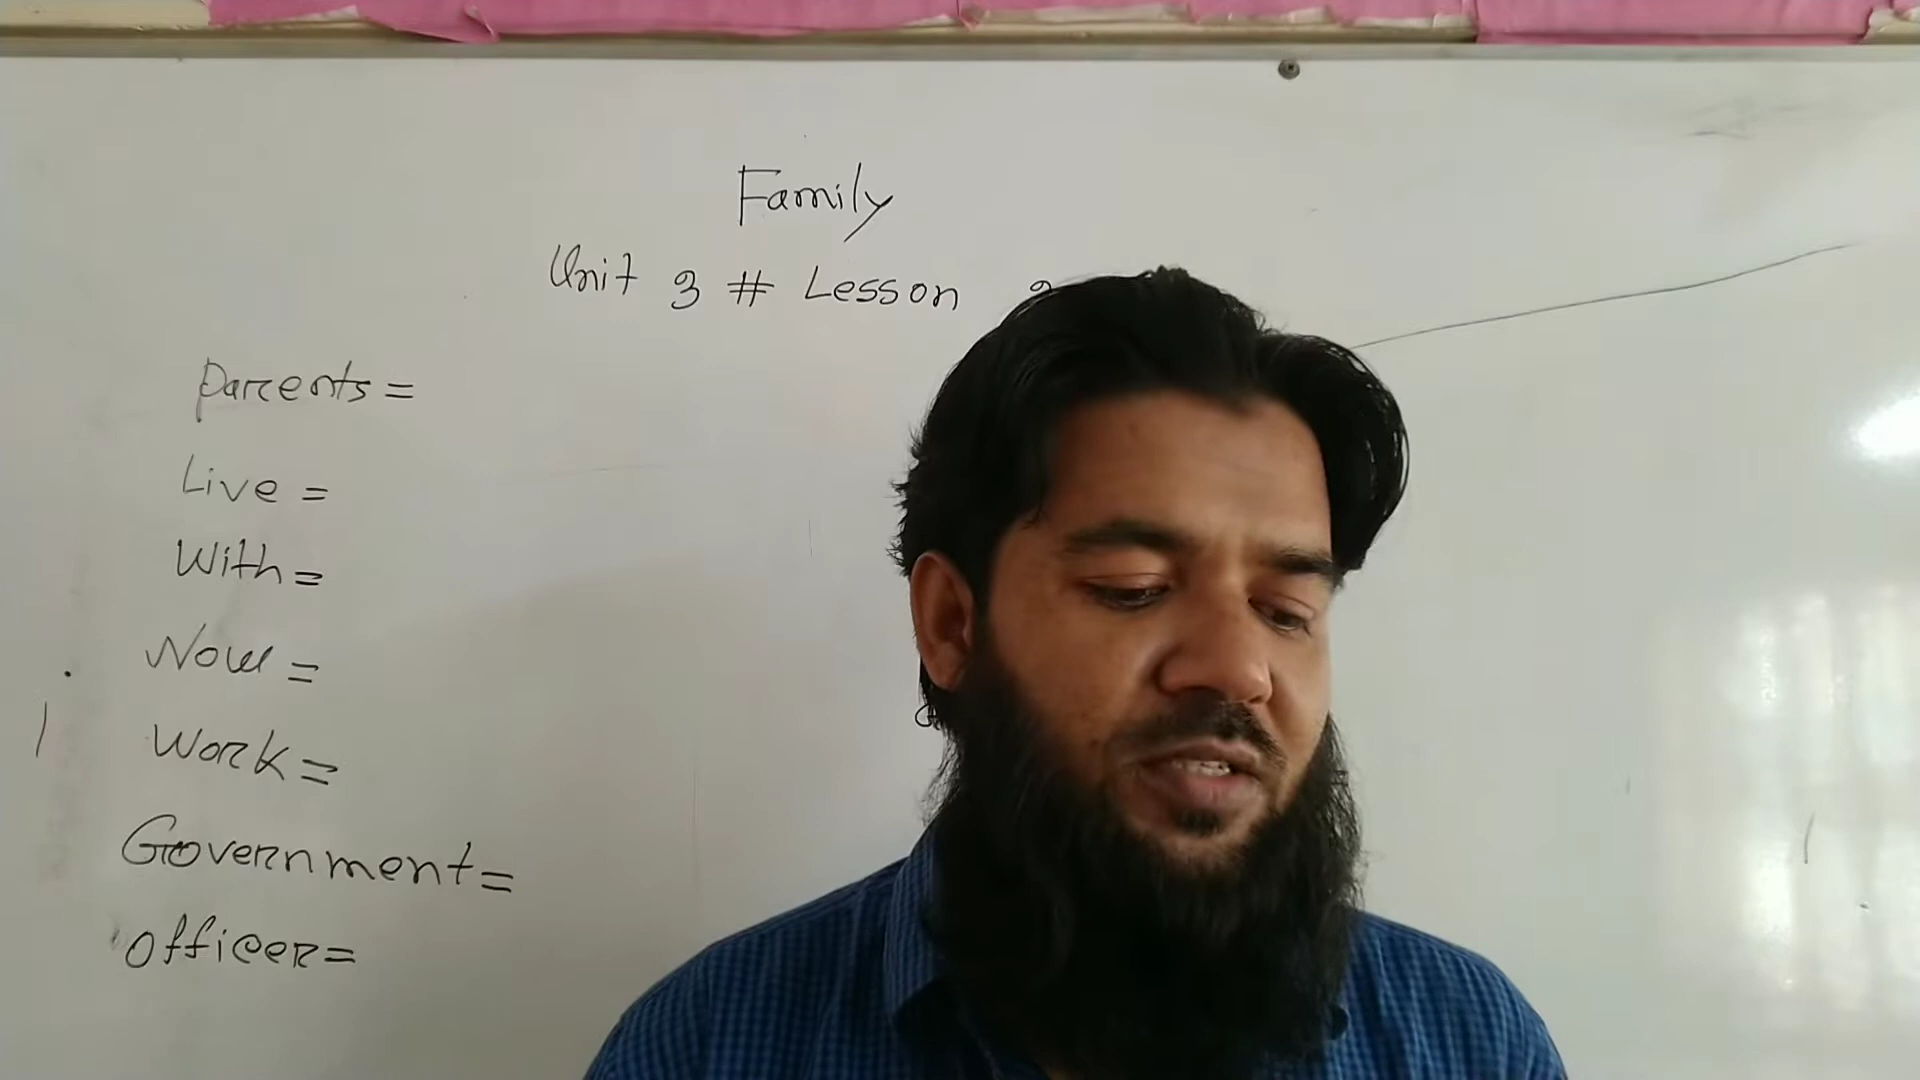 Family
Unit 3 # Lesson
Parents =
Live =
With =
Now =
Work =
Government =
Officer =